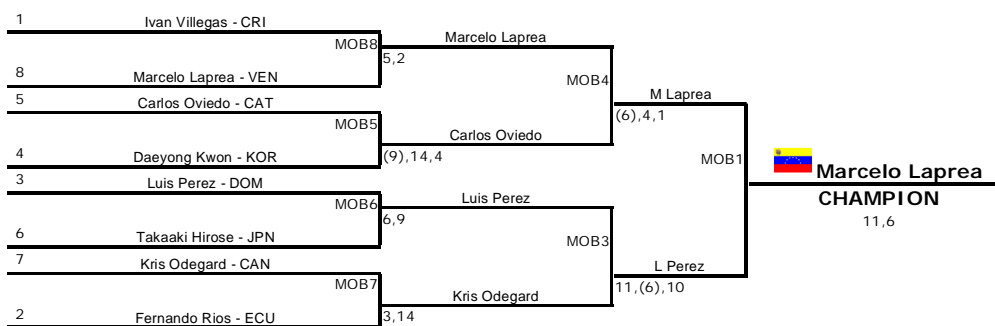 1 Ivan Villegas - CRI
MOB8
8 Marcelo Laprea - VEN
Marcelo Laprea
5,2
5 Carlos Oviedo - CAT
MOB5
4 Daeyong Kwon - KOR
Carlos Oviedo
(9),14,4
MOB4
M Laprea
(6),4,1
3 Luis Perez - DOM
MOB6
6 Takaaki Hirose - JPN
Luis Perez
6,9
7 Kris Odegard - CAN
MOB7
2 Fernando Rios - ECU
Kris Odegard
3,14
MOB3
L Perez
11,(6),10
MOB1
Marcelo Laprea
CHAMPION
11,6